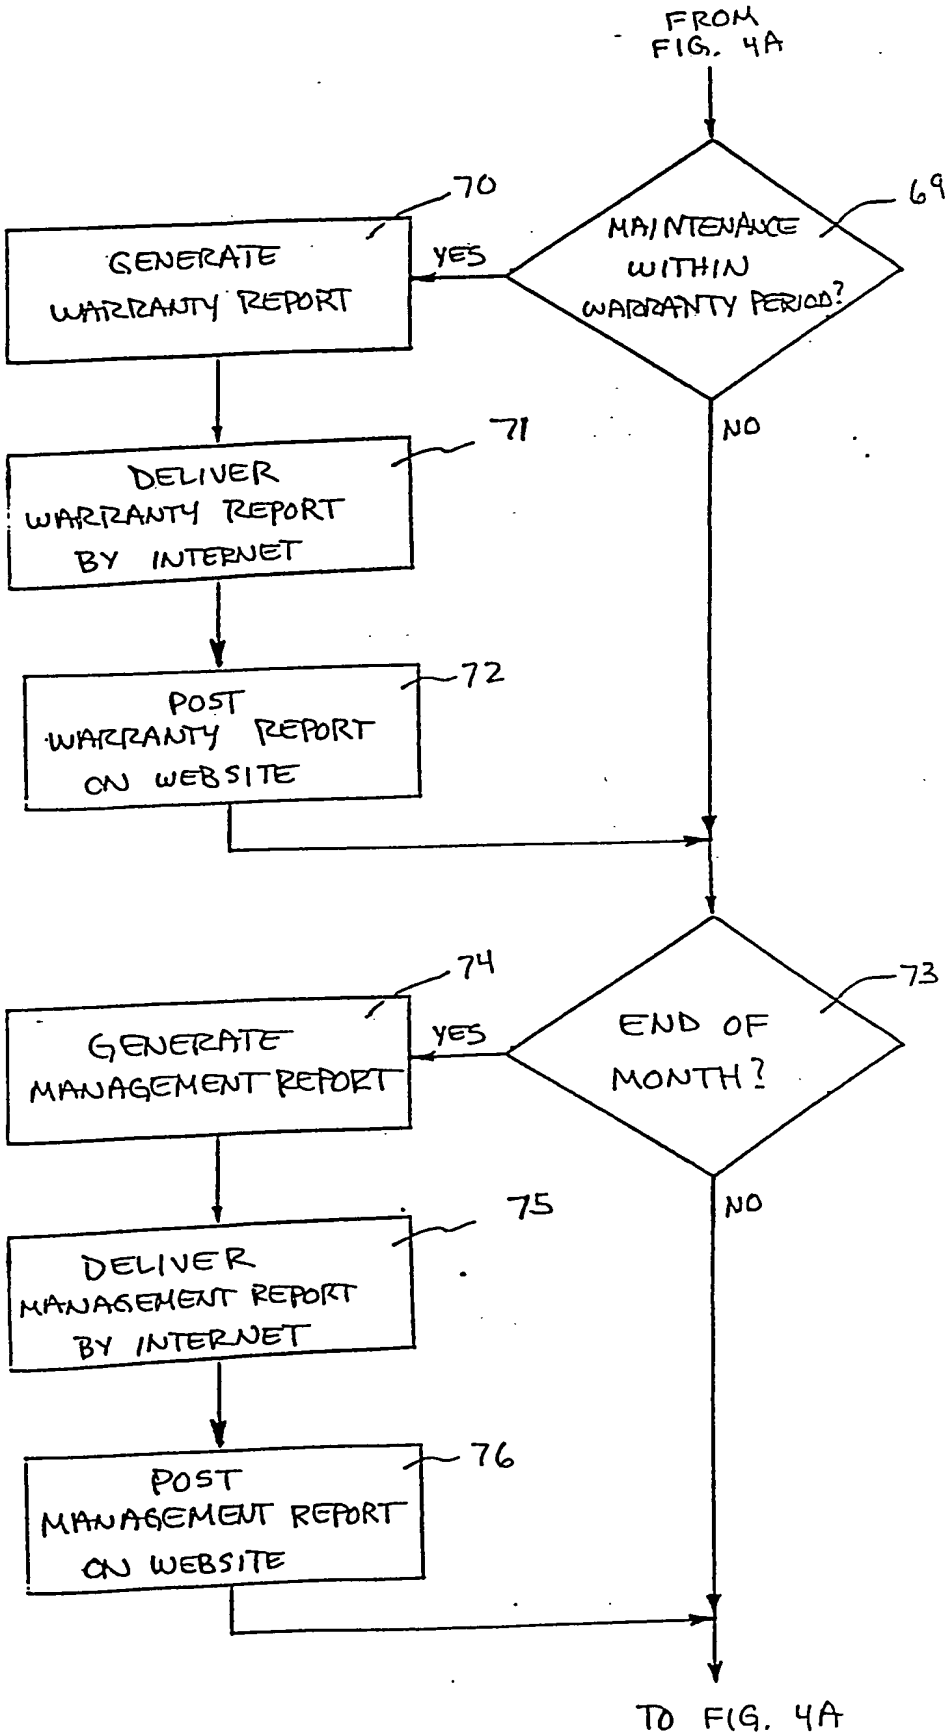 FROM
FIG. 4A
69
MAINTENANCE
WITHIN
WARRANTY PERIOD?
YES
NO
70
GENERATE
WARRANTY REPORT
71
DELIVER
WARRANTY REPORT
BY INTERNET
72
POST
WARRANTY REPORT
ON WEBSITE
73
END OF
MONTH?
YES
NO
74
GENERATE
MANAGEMENT REPORT
75
DELIVER
MANAGEMENT REPORT
BY INTERNET
76
POST
MANAGEMENT REPORT
ON WEBSITE
TO FIG. 4A